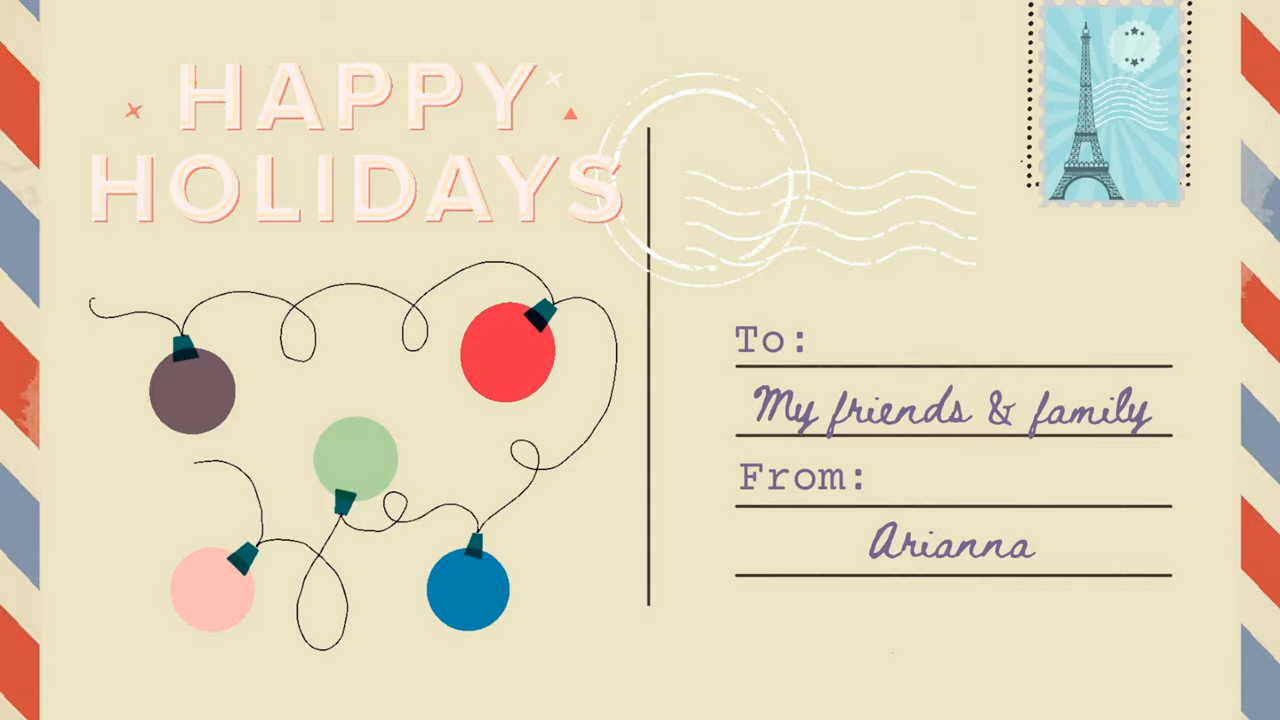 HAPPY
HOLIDAYS
To:
My friends & family
From:
Arianna